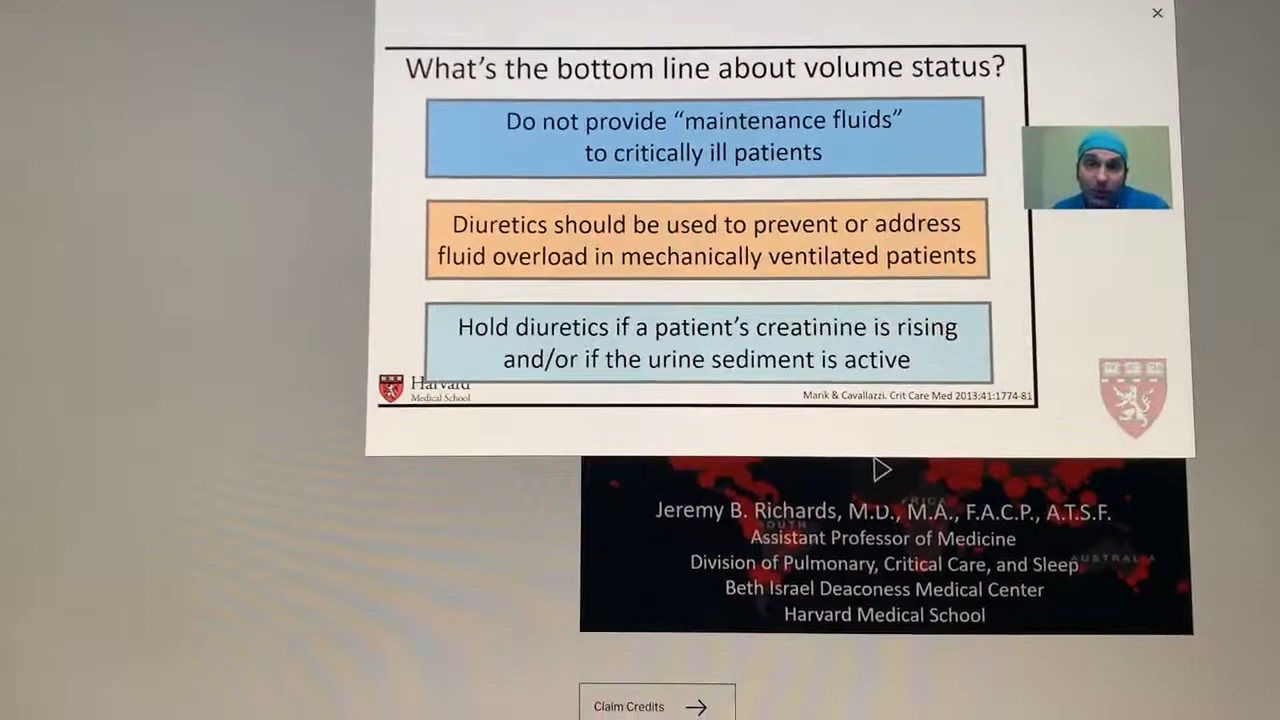 What's the bottom line about volume status?
Do not provide “maintenance fluids”
to critically ill patients
Diuretics should be used to prevent or address
fluid overload in mechanically ventilated patients
Hold diuretics if a patient's creatinine is rising
and/or if the urine sediment is active
Harvard
Medical School
Marik & Cavallazzi. Crit Care Med 2013;41:1774-81
AFRICA
SOUTH
AUSTRALIA
Jeremy B. Richards, M.D., M.A., F.A.C.P., A.T.S.F.
Assistant Professor of Medicine
Division of Pulmonary, Critical Care, and Sleep
Beth Israel Deaconess Medical Center
Harvard Medical School
Claim Credits